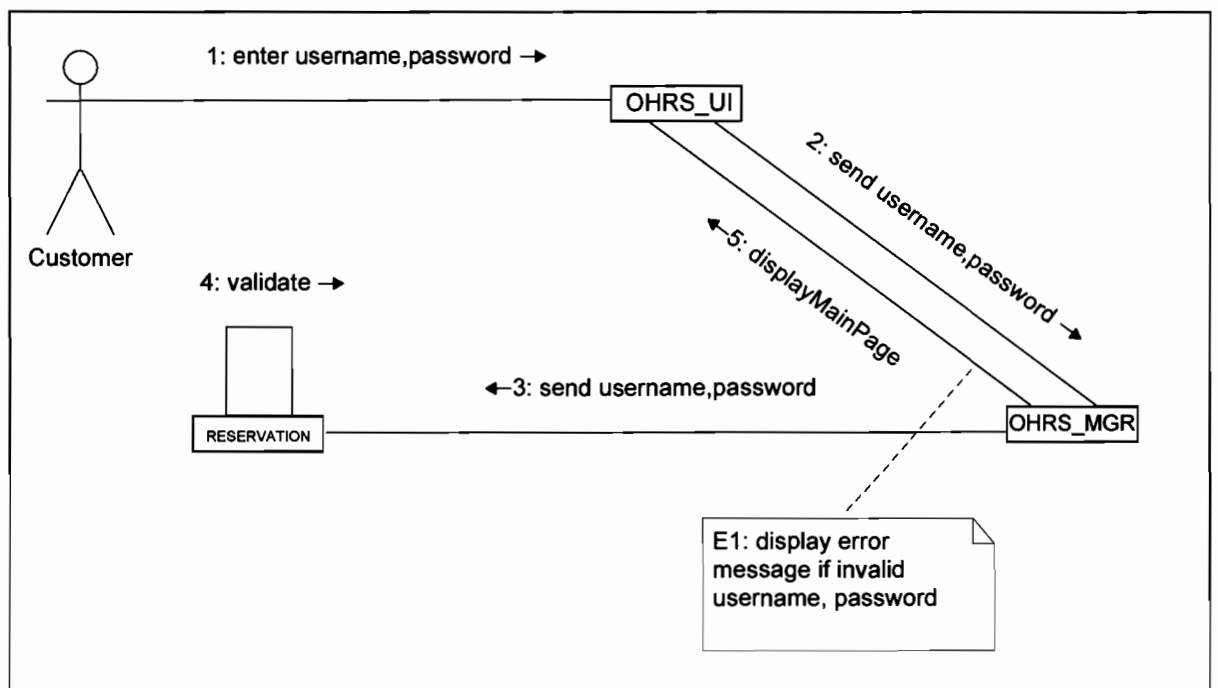 1: enter username,password →
OHRS_UI
2: send username,password →
←5: displayMainPage
Customer
4: validate →
←3: send username,password
RESERVATION
OHRS_MGR
E1: display error
message if invalid
username, password